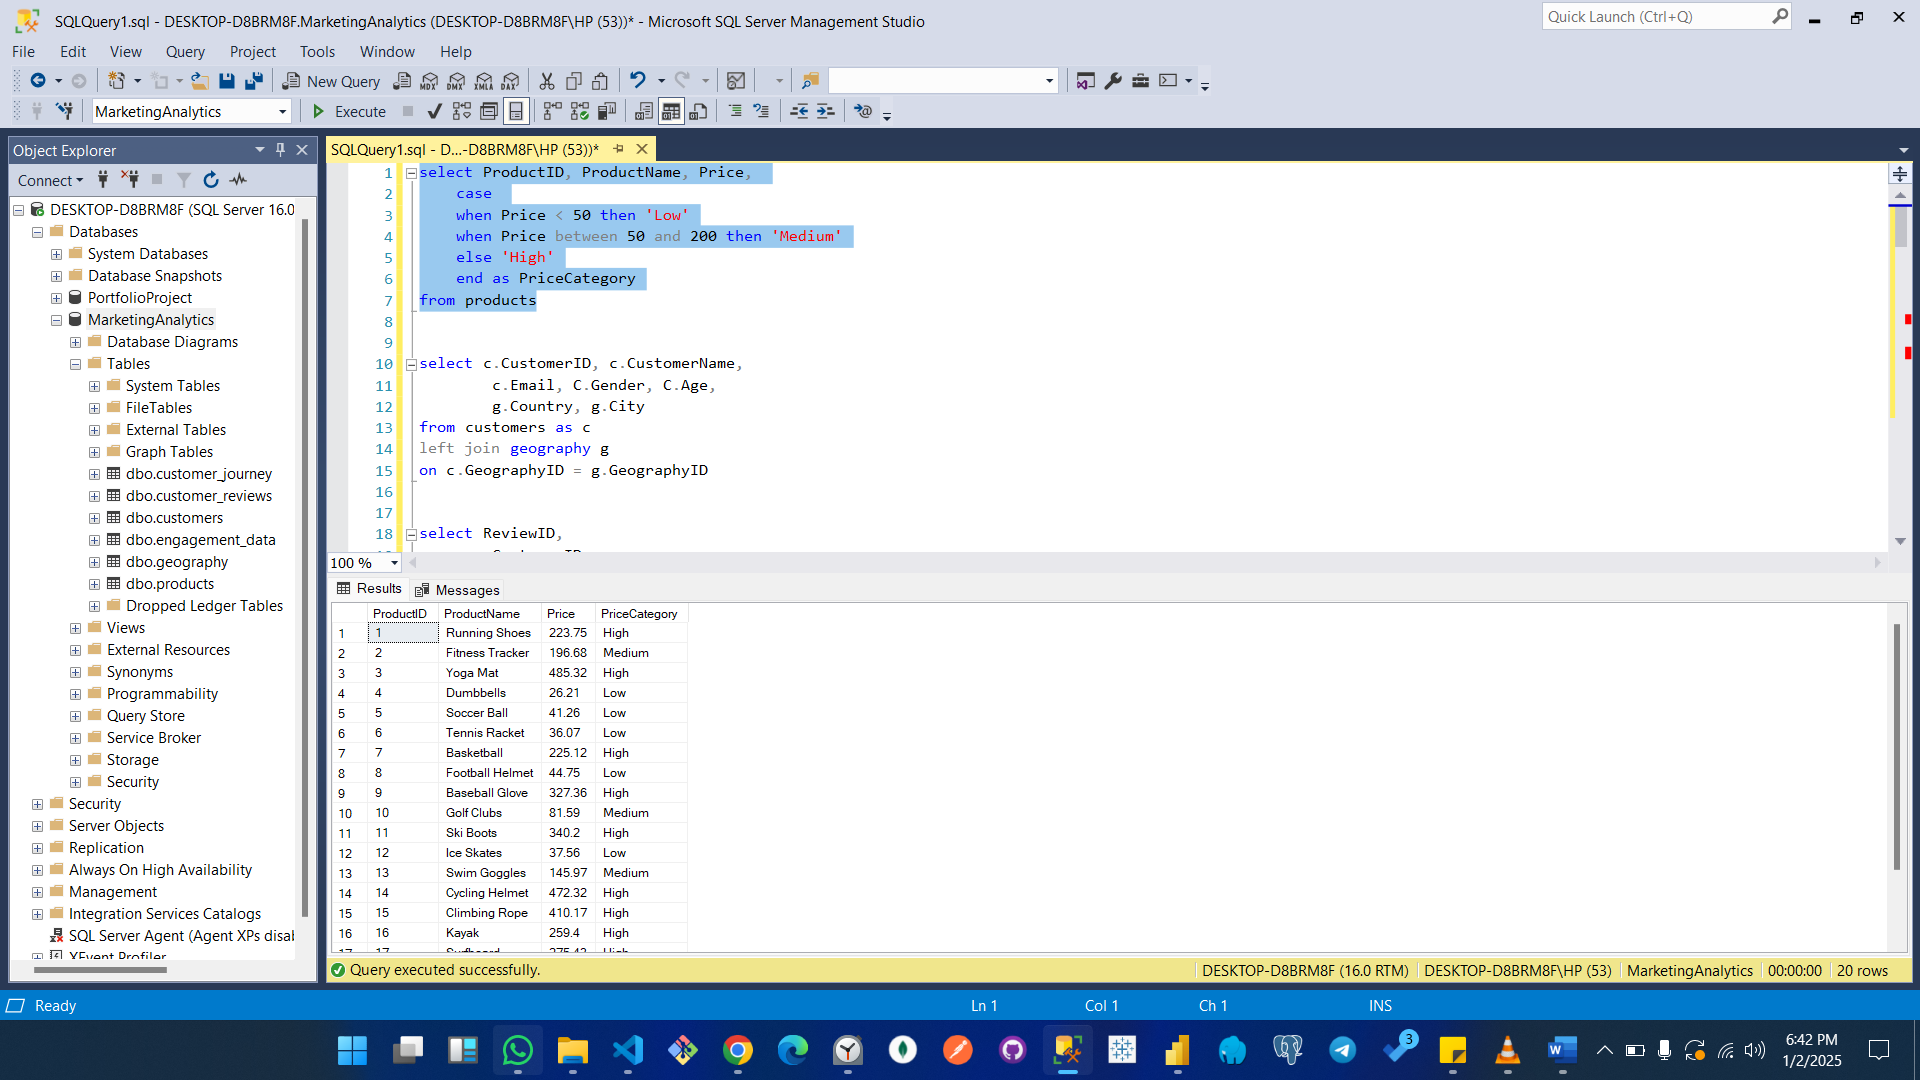 SQLQuery1.sql - DESKTOP-D8BRM8F.MarketingAnalytics (DESKTOP-D8BRM8F\HP (53))* - Microsoft SQL Server Management Studio
Quick Launch (Ctrl+Q)
File Edit View Query Project Tools Window Help
New Query
MDX DMX XMLA DAX
MarketingAnalytics
Execute
Object Explorer
Connect
DESKTOP-D8BRM8F (SQL Server 16.0
Databases
System Databases
Database Snapshots
PortfolioProject
MarketingAnalytics
Database Diagrams
Tables
System Tables
FileTables
External Tables
Graph Tables
dbo.customer_journey
dbo.customer_reviews
dbo.customers
dbo.engagement_data
dbo.geography
dbo.products
Dropped Ledger Tables
Views
External Resources
Synonyms
Programmability
Query Store
Service Broker
Storage
Security
Security
Server Objects
Replication
Always On High Availability
Management
Integration Services Catalogs
SQL Server Agent (Agent XPs disal
XEvent Profiler
SQLQuery1.sql - D...-D8BRM8F\HP (53))*
1 select ProductID, ProductName, Price,
2 case
3 when Price < 50 then 'Low'
4 when Price between 50 and 200 then 'Medium'
5 else 'High'
6 end as PriceCategory
7 from products
8
9
10 select c.CustomerID, c.CustomerName,
11 c.Email, C.Gender, C.Age,
12 g.Country, g.City
13 from customers as c
14 left join geography g
15 on c.GeographyID = g.GeographyID
16
17
18 select ReviewID,
100 %
Results Messages
ProductID ProductName Price PriceCategory
1 1 Running Shoes 223.75 High
2 2 Fitness Tracker 196.68 Medium
3 3 Yoga Mat 485.32 High
4 4 Dumbbells 26.21 Low
5 5 Soccer Ball 41.26 Low
6 6 Tennis Racket 36.07 Low
7 7 Basketball 225.12 High
8 8 Football Helmet 44.75 Low
9 9 Baseball Glove 327.36 High
10 10 Golf Clubs 81.59 Medium
11 11 Ski Boots 340.2 High
12 12 Ice Skates 37.56 Low
13 13 Swim Goggles 145.97 Medium
14 14 Cycling Helmet 472.32 High
15 15 Climbing Rope 410.17 High
16 16 Kayak 259.4 High
Query executed successfully.
DESKTOP-D8BRM8F (16.0 RTM) DESKTOP-D8BRM8F\HP (53) MarketingAnalytics 00:00:00 20 rows
Ready
Ln 1 Col 1 Ch 1 INS
3
6:42 PM
1/2/2025